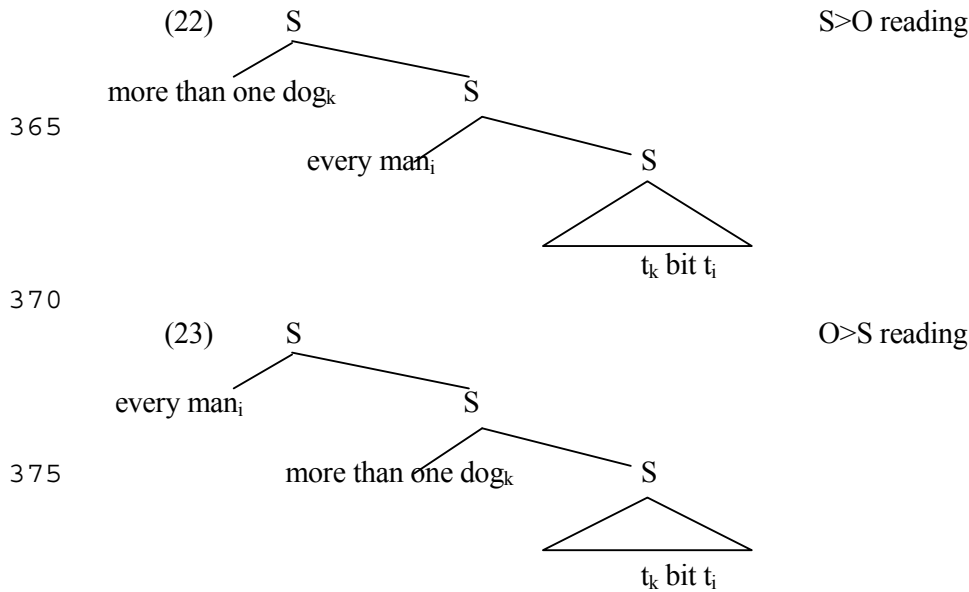 (22) S S>O reading
more than one dogₖ S
365
every manᵢ S
tₖ bit tᵢ
370
(23) S O>S reading
every manᵢ S
375 more than one dogₖ S
tₖ bit tᵢ